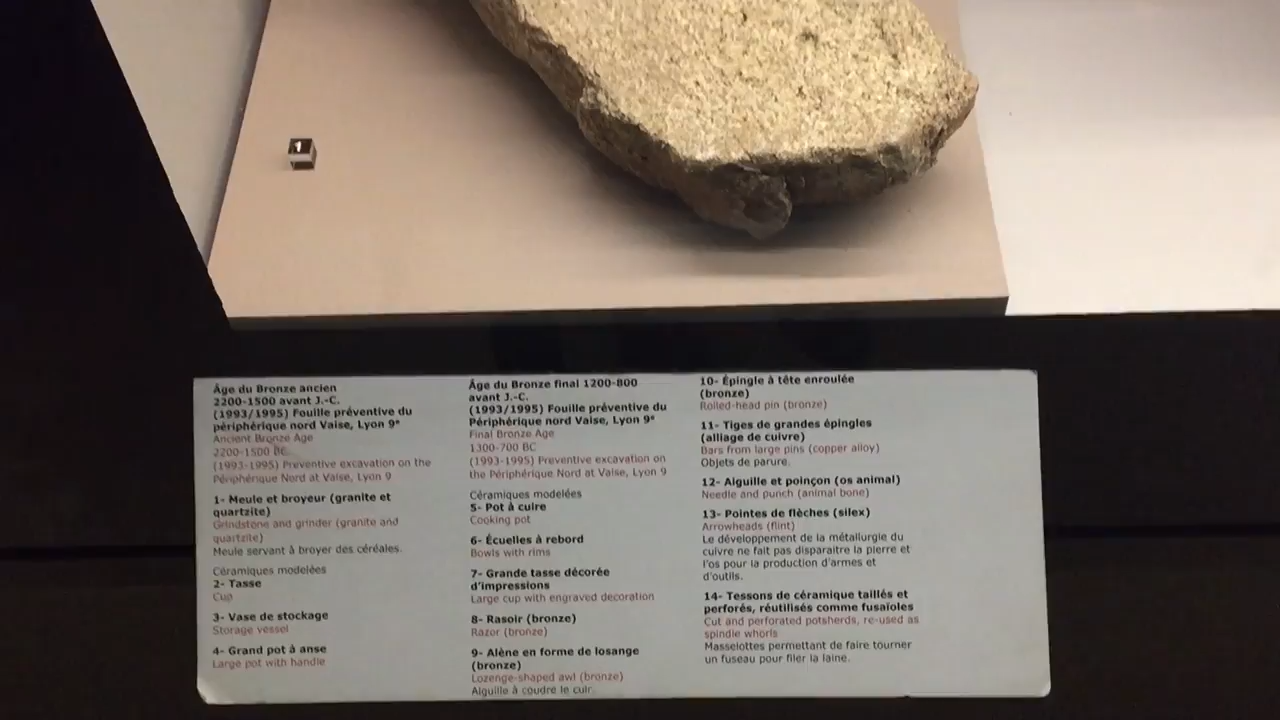 1
Âge du Bronze ancien
2200-1500 avant J.-C.
(1993/1995) Fouille préventive du
périphérique nord Vaise, Lyon 9ᵉ
Ancient Bronze Age
2200-1500 BC
(1993-1995) Preventive excavation on the
Périphérique Nord at Vaise, Lyon 9
1- Meule et broyeur (granite et
quartzite)
Grindstone and grinder (granite and
quartzite)
Meule servant à broyer des céréales.
Céramiques modelées
2- Tasse
Cup
3- Vase de stockage
Storage vessel
4- Grand pot à anse
Large pot with handle
Âge du Bronze final 1200-800
avant J.-C.
(1993/1995) Fouille préventive du
Périphérique nord Vaise, Lyon 9ᵉ
Final Bronze Age
1300-700 BC
(1993-1995) Preventive excavation on
the Périphérique Nord at Vaise, Lyon 9
Céramiques modelées
5- Pot à cuire
Cooking pot
6- Écuelles à rebord
Bowls with rims
7- Grande tasse décorée
d'impressions
Large cup with engraved decoration
8- Rasoir (bronze)
Razor (bronze)
9- Alène en forme de losange
(bronze)
Lozenge-shaped awl (bronze)
Aiguille à coudre le cuir.
10- Épingle à tête enroulée
(bronze)
Rolled-head pin (bronze)
11- Tiges de grandes épingles
(alliage de cuivre)
Bars from large pins (copper alloy)
Objets de parure.
12- Aiguille et poinçon (os animal)
Needle and punch (animal bone)
13- Pointes de flèches (silex)
Arrowheads (flint)
Le développement de la métallurgie du
cuivre ne fait pas disparaitre la pierre et
l'os pour la production d'armes et
d'outils.
14- Tessons de céramique taillés et
perforés, réutilisés comme fusaïoles
Cut and perforated potsherds, re-used as
spindle whorls
Masselottes permettant de faire tourner
un fuseau pour filer la laine.